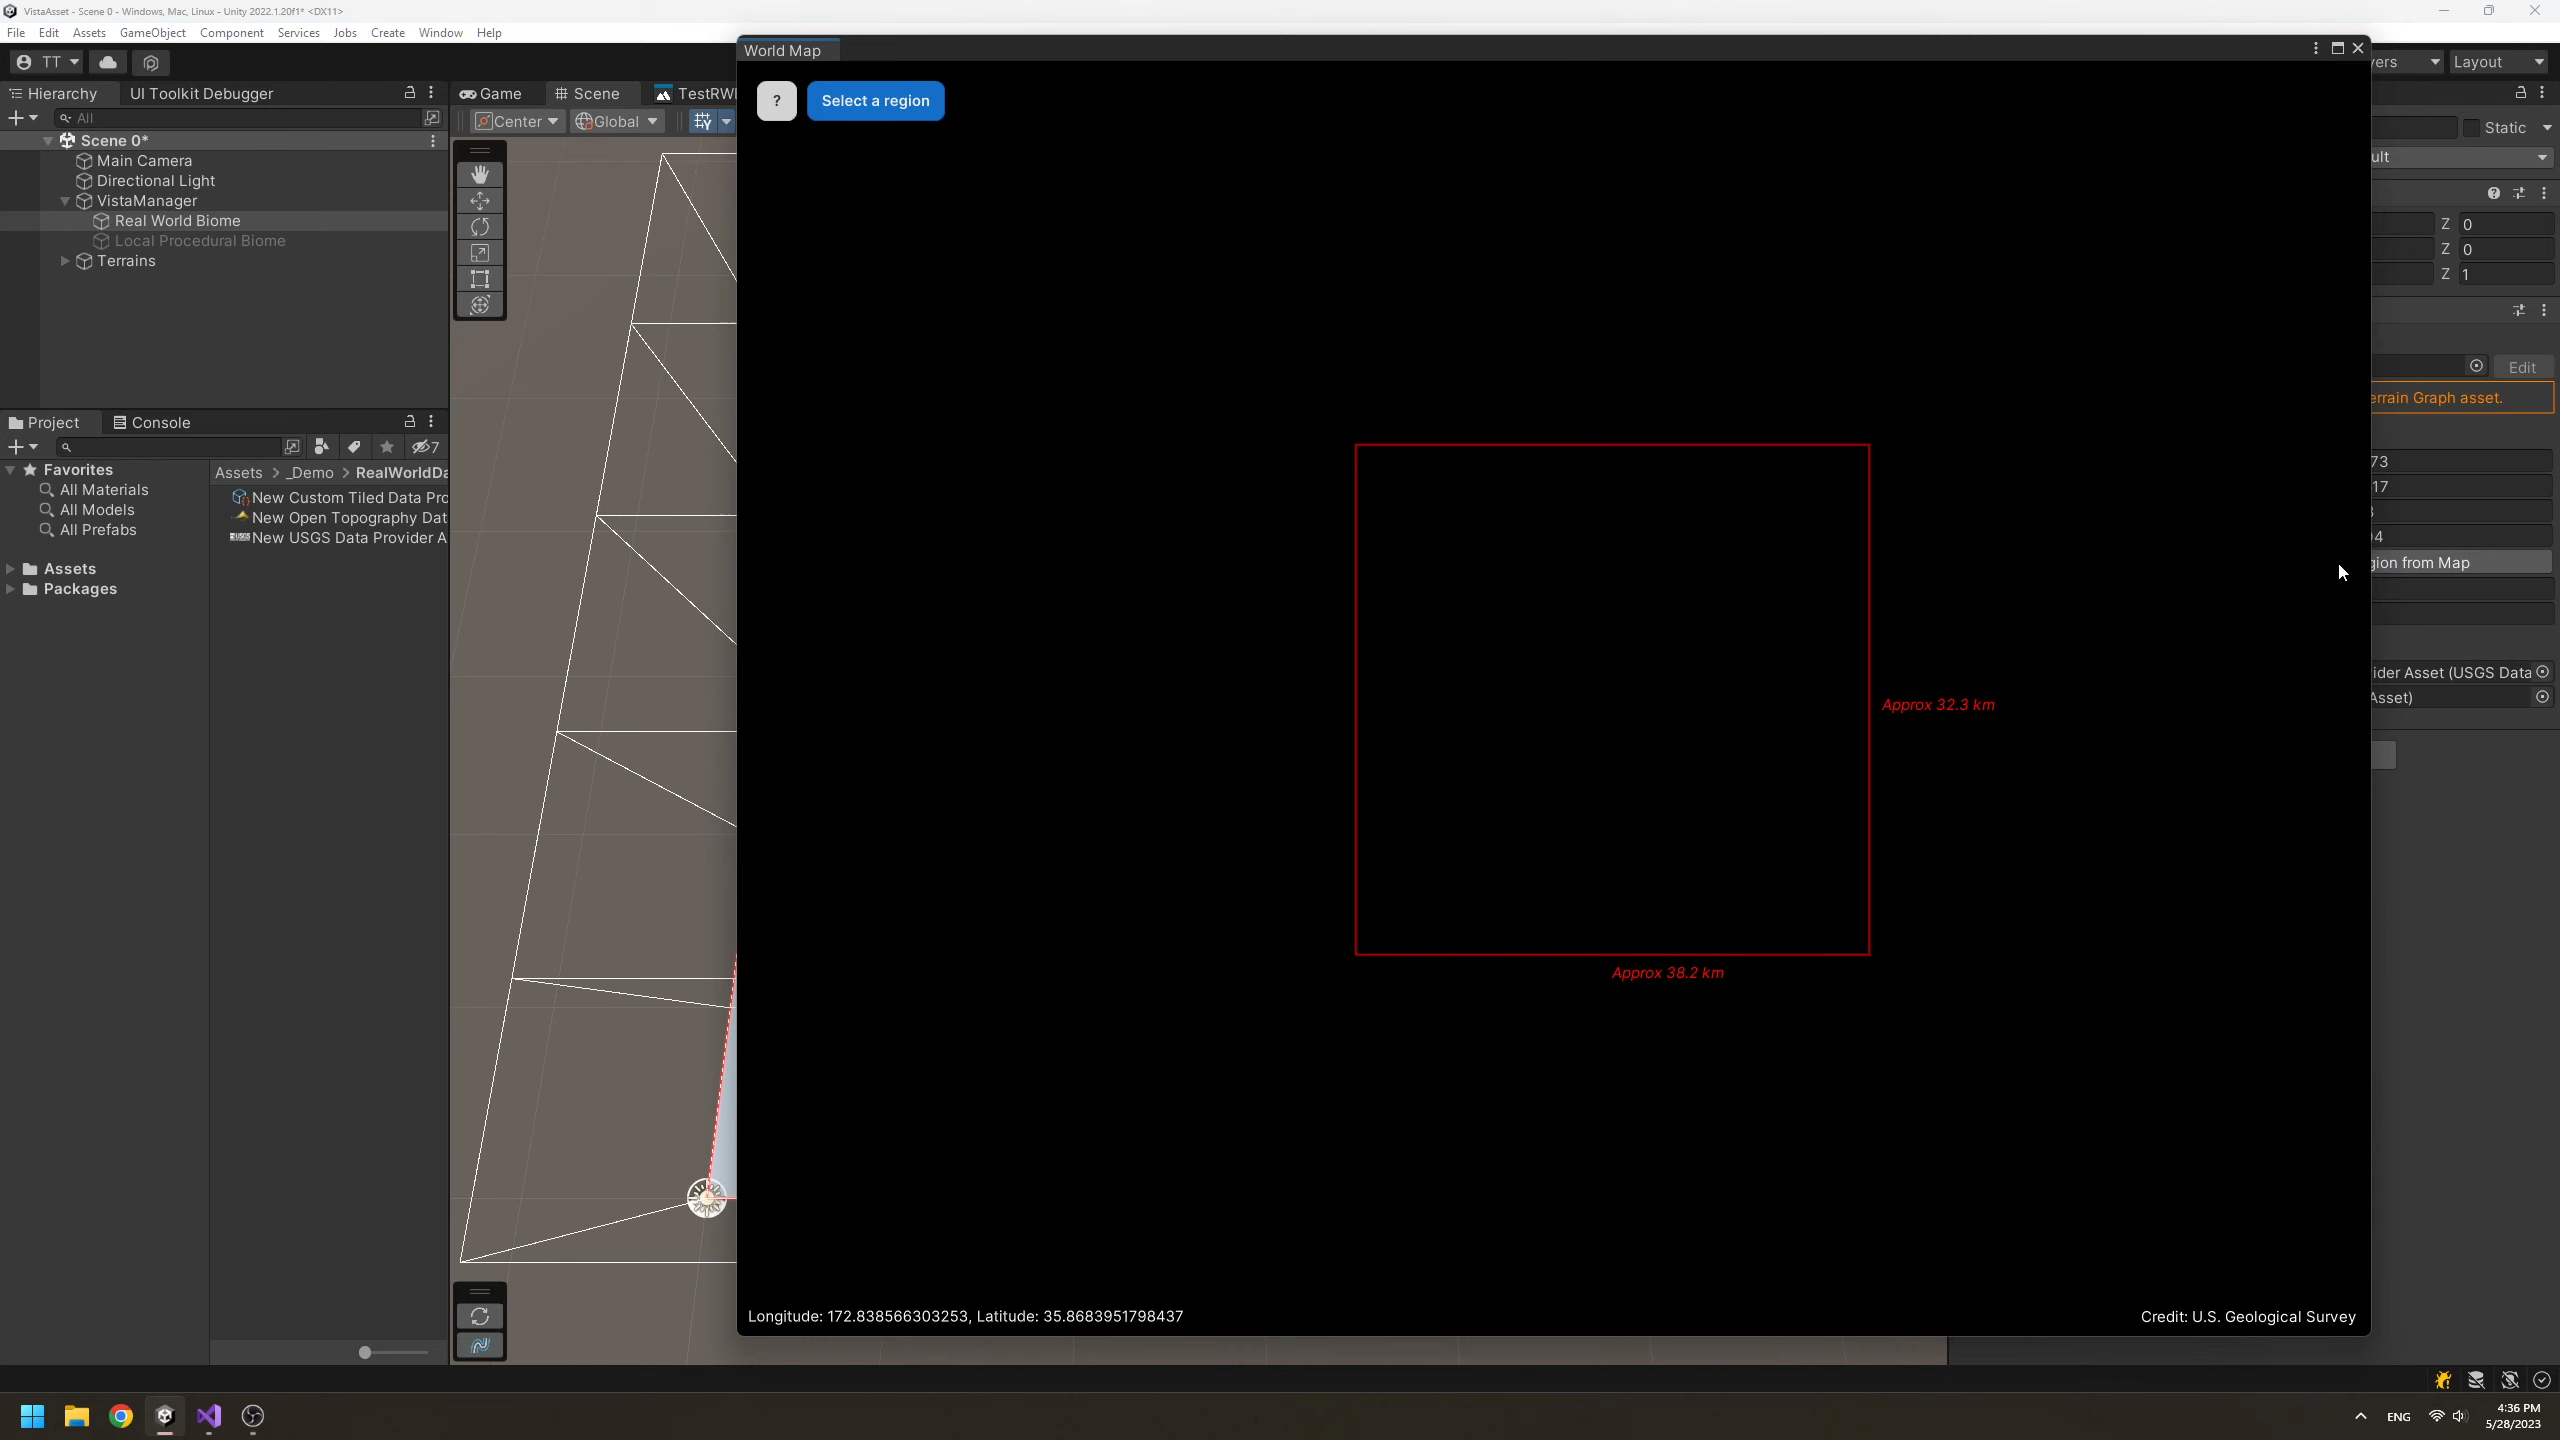 VistaAsset - Scene 0 - Windows, Mac, Linux - Unity 2022.1.20f1* <DX11>
File Edit Assets GameObject Component Services Jobs Create Window Help
TT
Layout
Hierarchy UI Toolkit Debugger
All
Scene 0*
Main Camera
Directional Light
VistaManager
Real World Biome
Local Procedural Biome
Terrains
Game Scene
Center Global
World Map
? Select a region
Approx 32.3 km
Approx 38.2 km
Longitude: 172.838566303253, Latitude: 35.8683951798437
Credit: U.S. Geological Survey
Static
Z 0
Z 0
Z 1
Edit
Graph asset.
73
17
from Map
Asset (USGS Data
Asset)
Project Console
7
Favorites
All Materials
All Models
All Prefabs
Assets
Packages
Assets > _Demo > RealWorldDa
New Custom Tiled Data Pro
New Open Topography Dat
New USGS Data Provider A
ENG
4:36 PM
5/28/2023